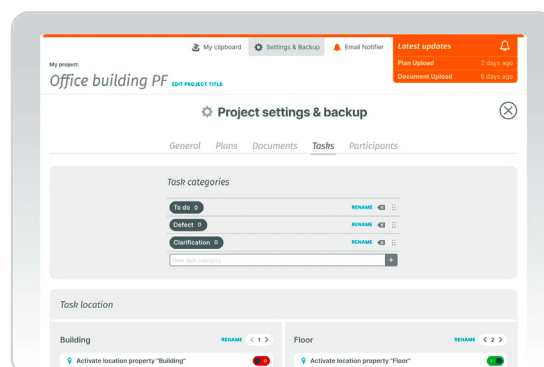 My clipboard Settings & Backup Email Notifier Latest updates
Plan Upload 2 days ago
Document Upload 6 days ago
My project:
Office building PF EDIT PROJECT TITLE
Project settings & backup
General Plans Documents Tasks Participants
Task categories
To do 0 RENAME
Defect 0 RENAME
Clarification 0 RENAME
New task category +
Task location
Building RENAME < 1 >
Floor RENAME < 2 >
Activate location property "Building"
Activate location property "Floor"